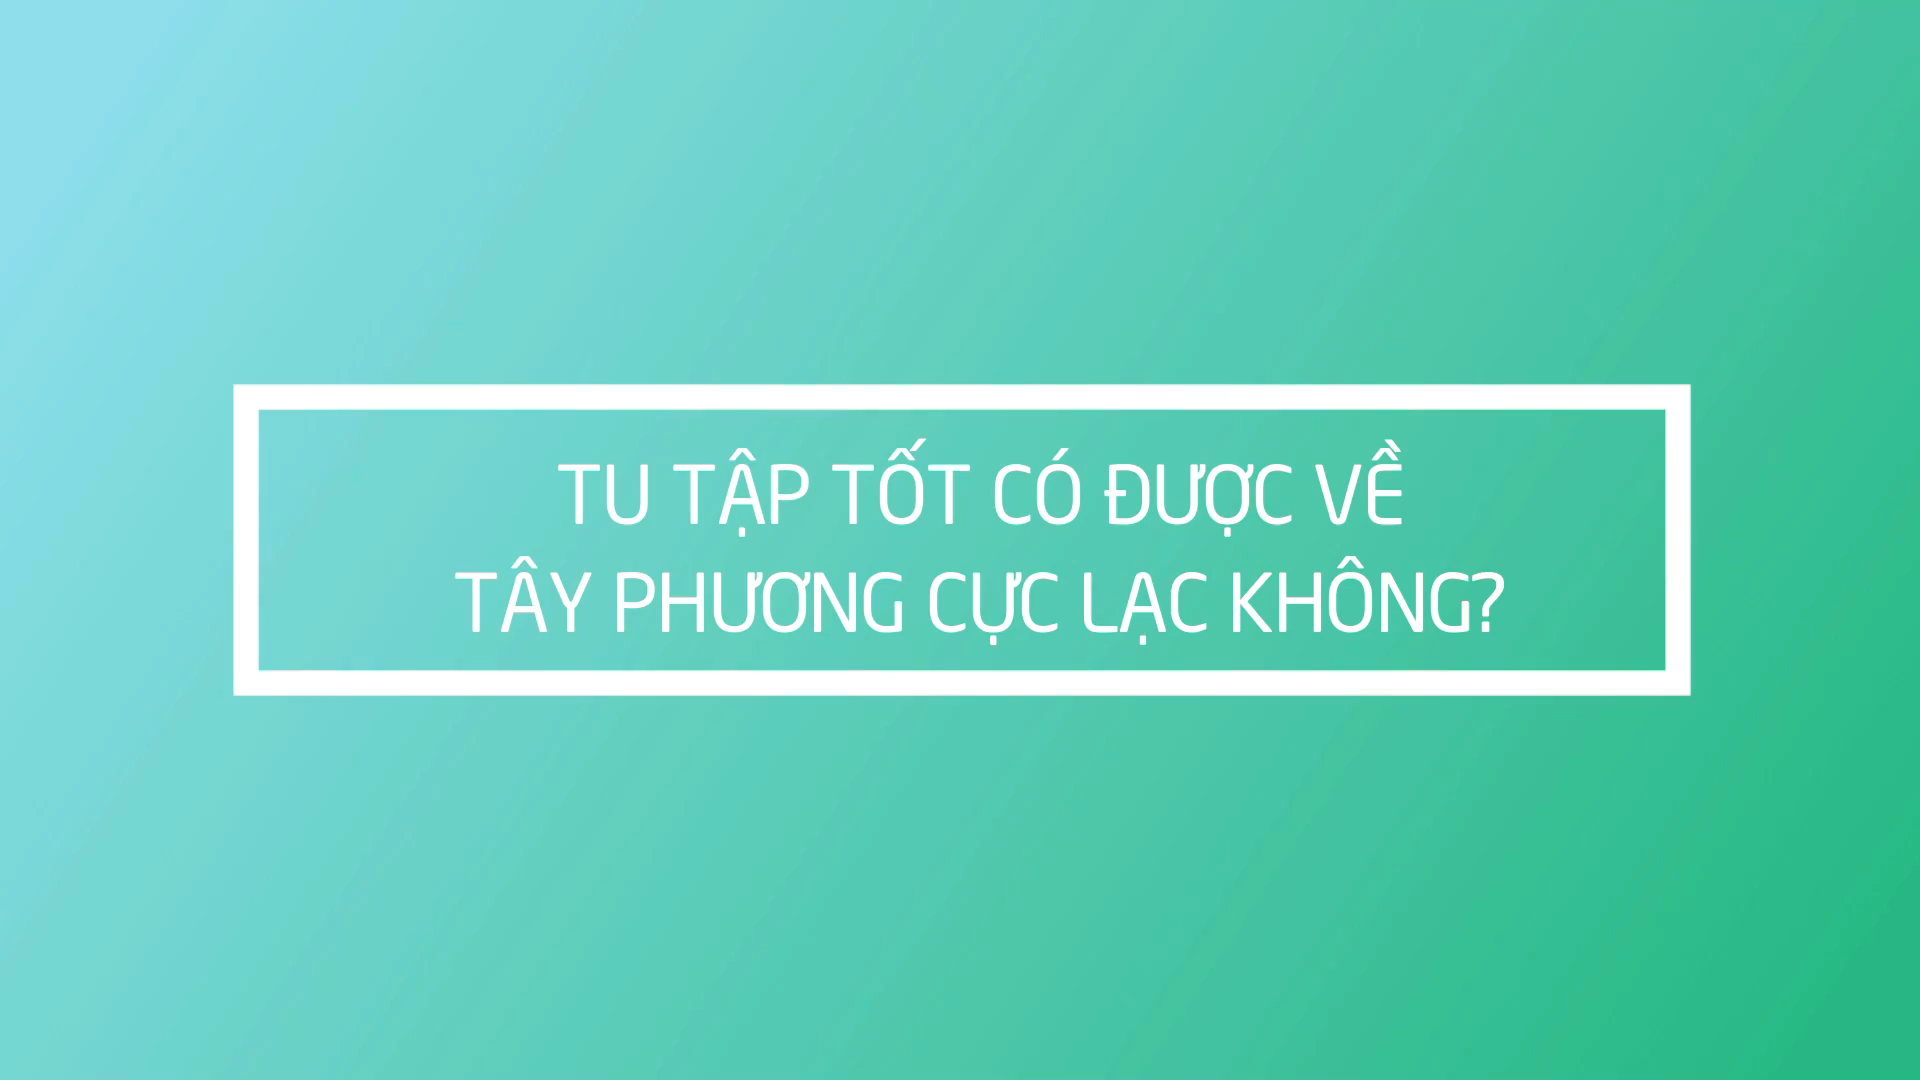 TU TẬP TỐT CÓ ĐƯỢC VỀ
TÂY PHƯƠNG CỰC LẠC KHÔNG?